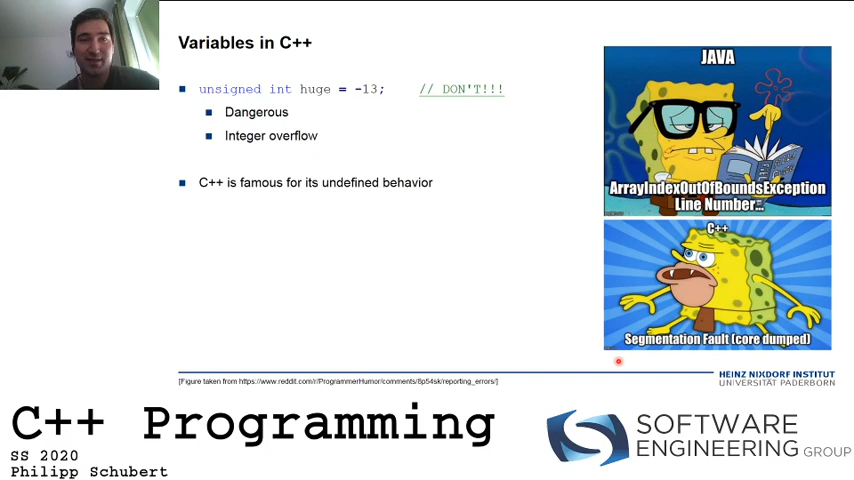 Variables in C++
unsigned int huge = -13; // DON'T!!!
Dangerous
Integer overflow
C++ is famous for its undefined behavior
JAVA
ArrayIndexOutOfBoundsException
Line Number...
C++
Segmentation Fault (core dumped)
[Figure taken from https://www.reddit.com/r/ProgrammerHumor/comments/8p54sk/reporting_errors/]
HEINZ NIXDORF INSTITUT
UNIVERSITÄT PADERBORN
C++ Programming
SS 2020
Philipp Schubert
SOFTWARE
ENGINEERING GROUP